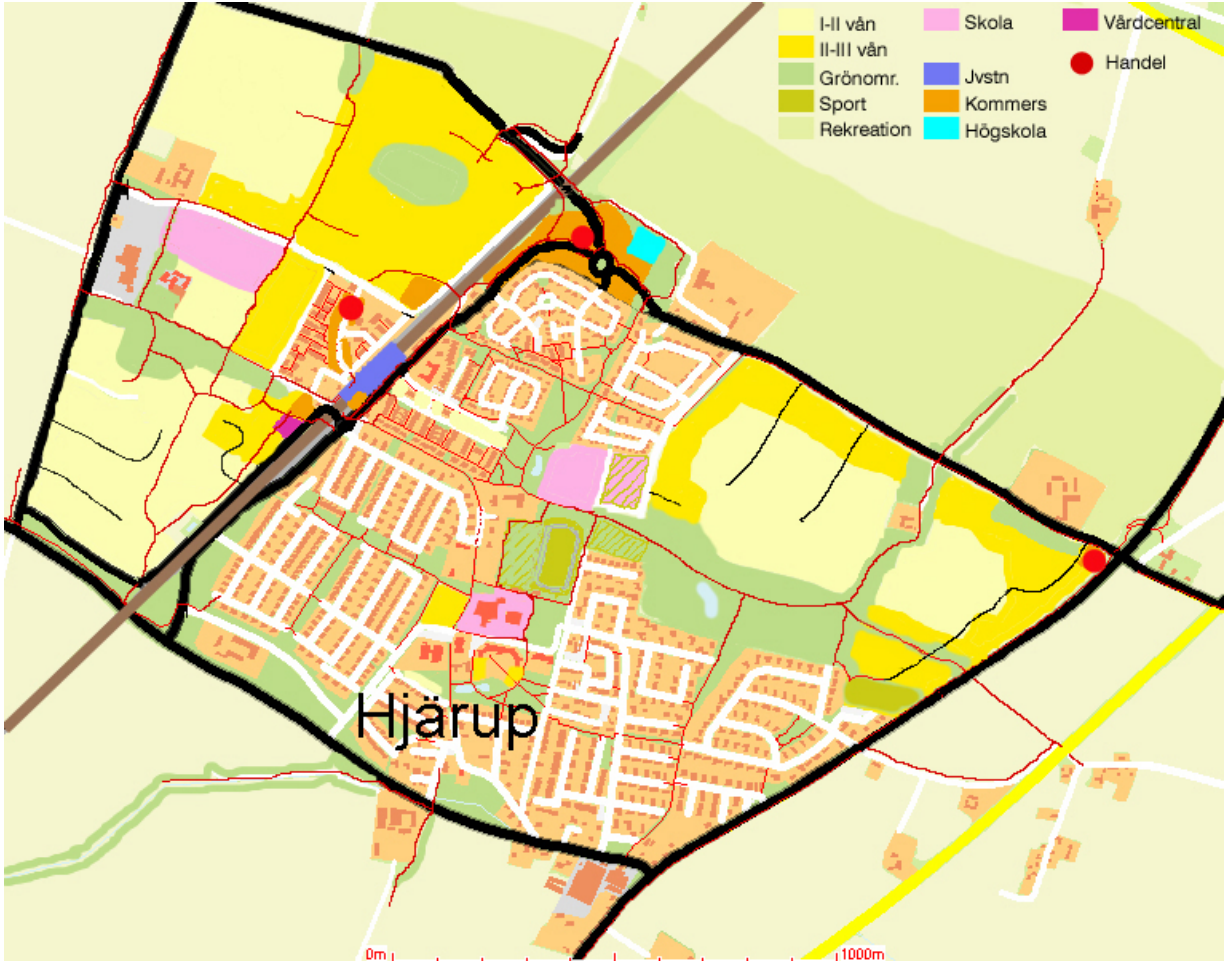 I-II vån
II-III vån
Grönomr.
Sport
Rekreation
Skola
Jvstn
Kommers
Högskola
Vårdcentral
Handel
Hjärup
0m
1000m